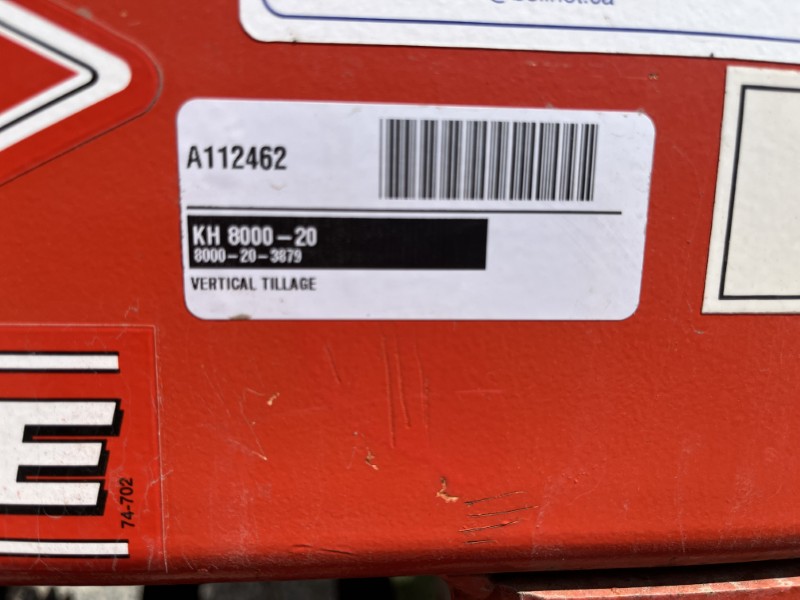 A112462
KH 8000-20
8000-20-3879
VERTICAL TILLAGE
E
74-702